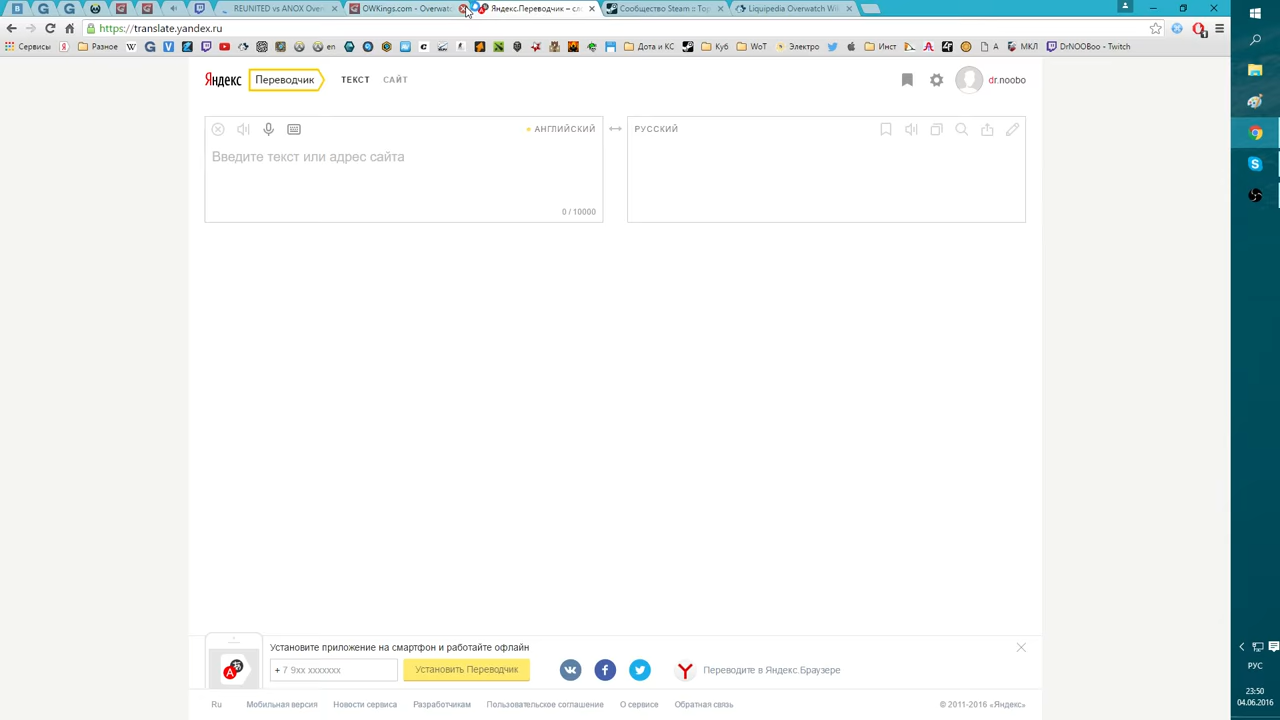 REUNITED vs ANOX Over
OWKings.com - Overwatc
Яндекс.Переводчик – сл
Сообщество Steam :: Top
Liquipedia Overwatch Wi
https://translate.yandex.ru
Сервисы
Разное
en
Дота и КС
Куб
WoT
Электро
Инст
А
МКЛ
DrNOOBoo - Twitch
Яндекс
Переводчик
ТЕКСТ
САЙТ
dr.noobo
АНГЛИЙСКИЙ
РУССКИЙ
Введите текст или адрес сайта
0 / 10000
Установите приложение на смартфон и работайте офлайн
+ 7 9xx xxxxxxx
Установить Переводчик
Переводите в Яндекс.Браузере
Ru
Мобильная версия
Новости сервиса
Разработчикам
Пользовательское соглашение
О сервисе
Обратная связь
© 2011-2016 «Яндекс»
РУС
23:50
04.06.2016